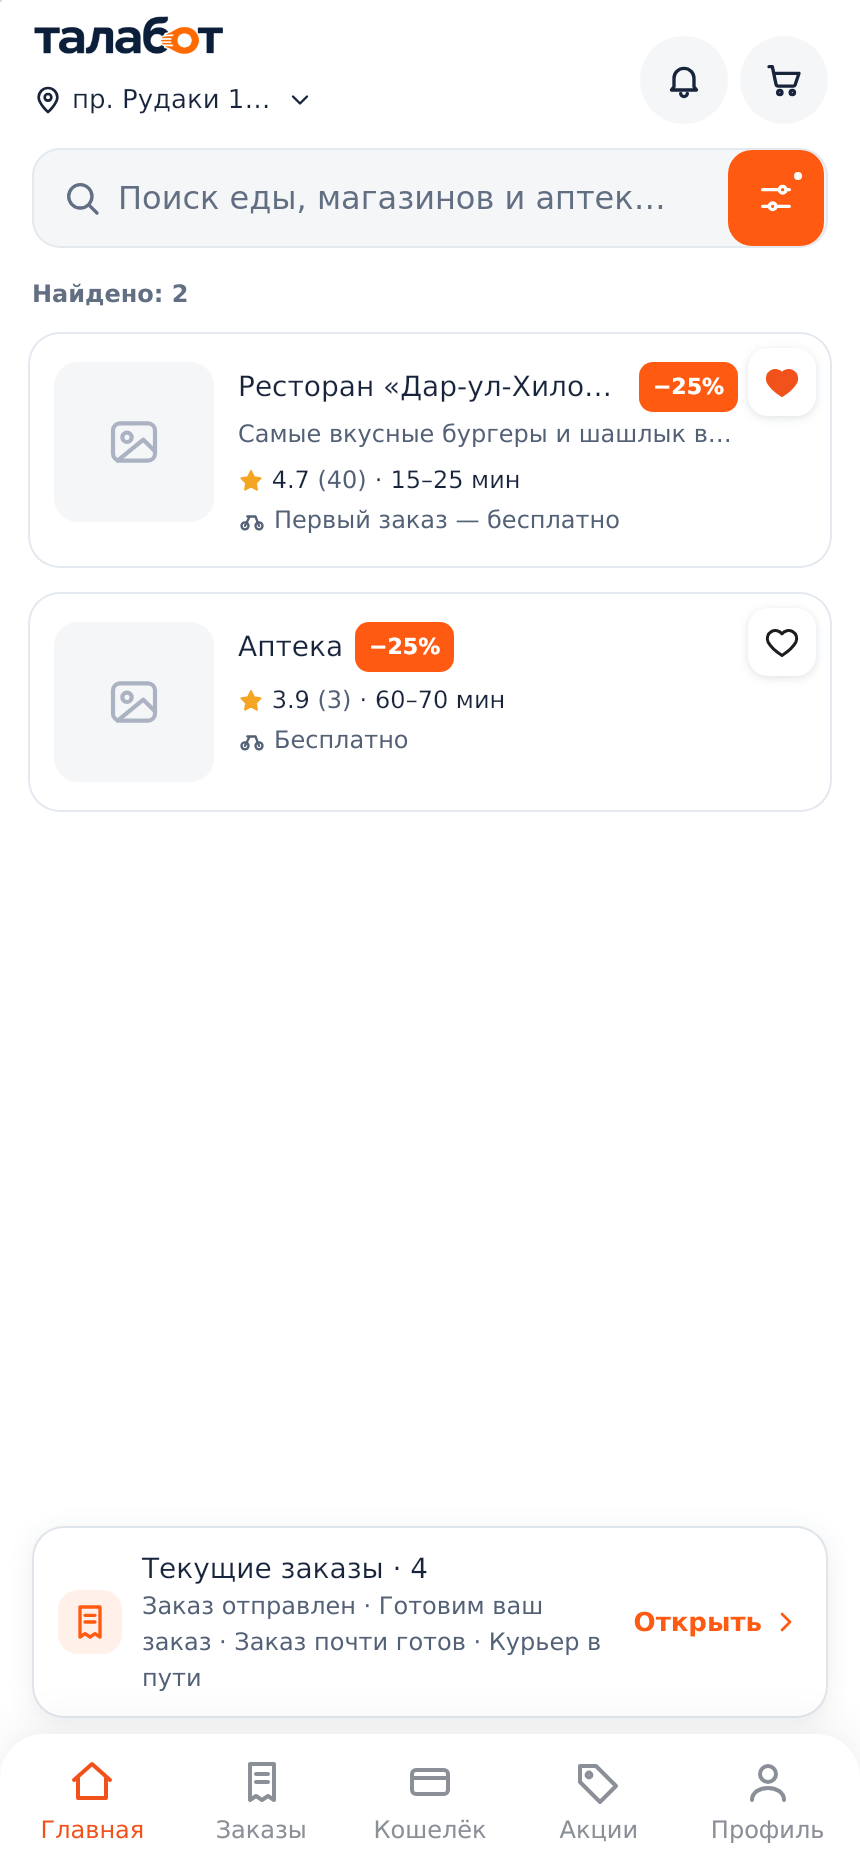 талабот
пр. Рудаки 1...
Поиск еды, магазинов и аптек...
Найдено: 2
Ресторан «Дар-ул-Хило... −25%
Самые вкусные бургеры и шашлык в...
4.7 (40) · 15–25 мин
Первый заказ — бесплатно
Аптека −25%
3.9 (3) · 60–70 мин
Бесплатно
Текущие заказы · 4
Заказ отправлен · Готовим ваш
заказ · Заказ почти готов · Курьер в
пути
Открыть
Главная Заказы Кошелёк Акции Профиль